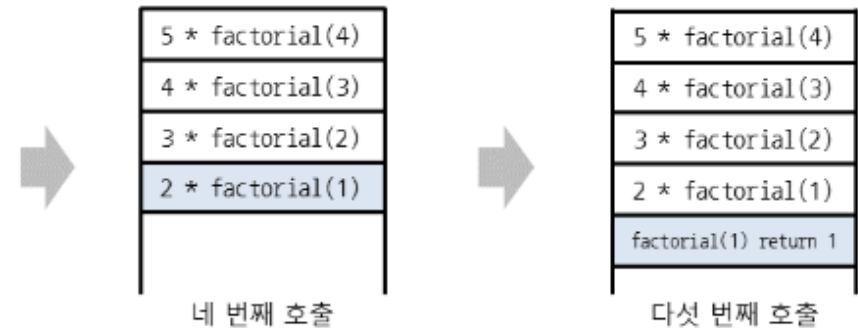 5 * factorial(4)
4 * factorial(3)
3 * factorial(2)
2 * factorial(1)
네 번째 호출
5 * factorial(4)
4 * factorial(3)
3 * factorial(2)
2 * factorial(1)
factorial(1) return 1
다섯 번째 호출